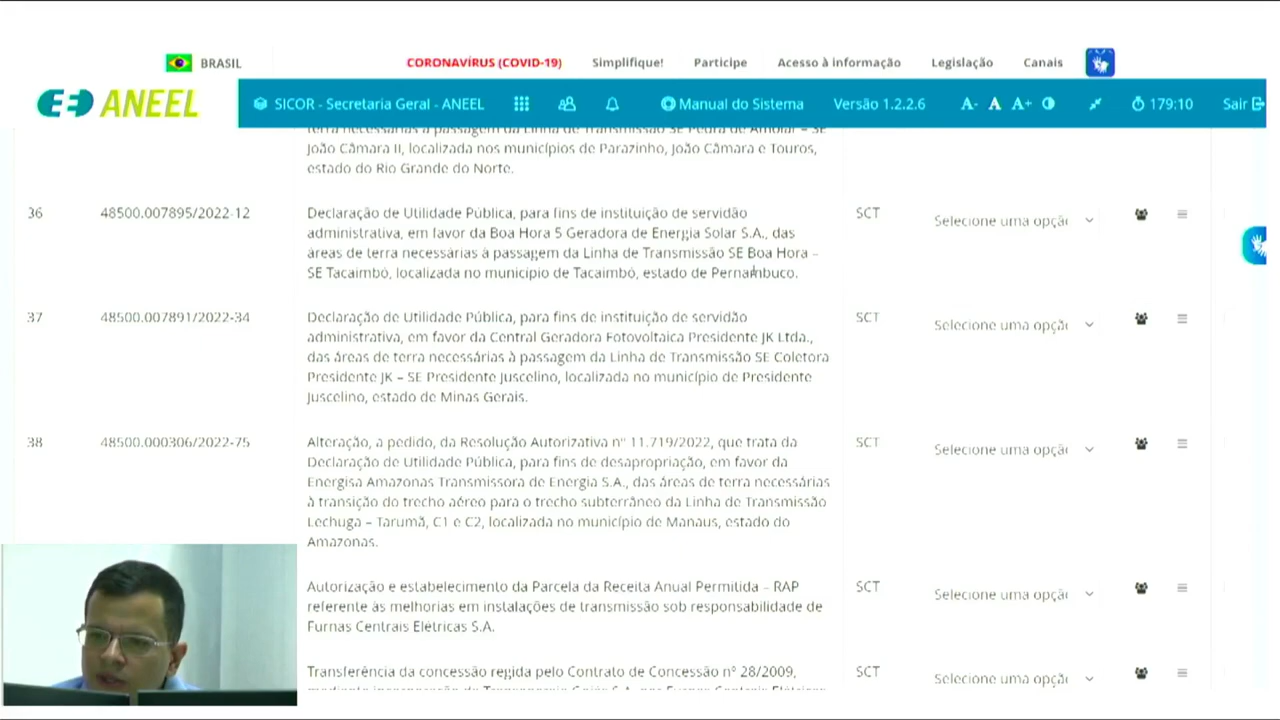 BRASIL
CORONAVÍRUS (COVID-19)
Simplifique!
Participe
Acesso à informação
Legislação
Canais
ANEEL
SICOR - Secretaria Geral - ANEEL
Manual do Sistema
Versão 1.2.2.6
A-
A
A+
179:10
Sair
terra necessárias à passagem da Linha de Transmissão SE Pedra de Amolar – SE
João Câmara II, localizada nos municípios de Parazinho, João Câmara e Touros,
estado do Rio Grande do Norte.
36
48500.007895/2022-12
Declaração de Utilidade Pública, para fins de instituição de servidão
administrativa, em favor da Boa Hora 5 Geradora de Energia Solar S.A., das
áreas de terra necessárias à passagem da Linha de Transmissão SE Boa Hora –
SE Tacaimbó, localizada no município de Tacaimbó, estado de Pernambuco.
SCT
Selecione uma opçã
37
48500.007891/2022-34
Declaração de Utilidade Pública, para fins de instituição de servidão
administrativa, em favor da Central Geradora Fotovoltaica Presidente JK Ltda.,
das áreas de terra necessárias à passagem da Linha de Transmissão SE Coletora
Presidente JK – SE Presidente Juscelino, localizada no município de Presidente
Juscelino, estado de Minas Gerais.
SCT
Selecione uma opçã
38
48500.000306/2022-75
Alteração, a pedido, da Resolução Autorizativa nº 11.719/2022, que trata da
Declaração de Utilidade Pública, para fins de desapropriação, em favor da
Energisa Amazonas Transmissora de Energia S.A., das áreas de terra necessárias
à transição do trecho aéreo para o trecho subterrâneo da Linha de Transmissão
Lechuga – Tarumã, C1 e C2, localizada no município de Manaus, estado do
Amazonas.
SCT
Selecione uma opçã
Autorização e estabelecimento da Parcela da Receita Anual Permitida – RAP
referente às melhorias em instalações de transmissão sob responsabilidade de
Furnas Centrais Elétricas S.A.
SCT
Selecione uma opçã
Transferência da concessão regida pelo Contrato de Concessão nº 28/2009,
SCT
Selecione uma opçã